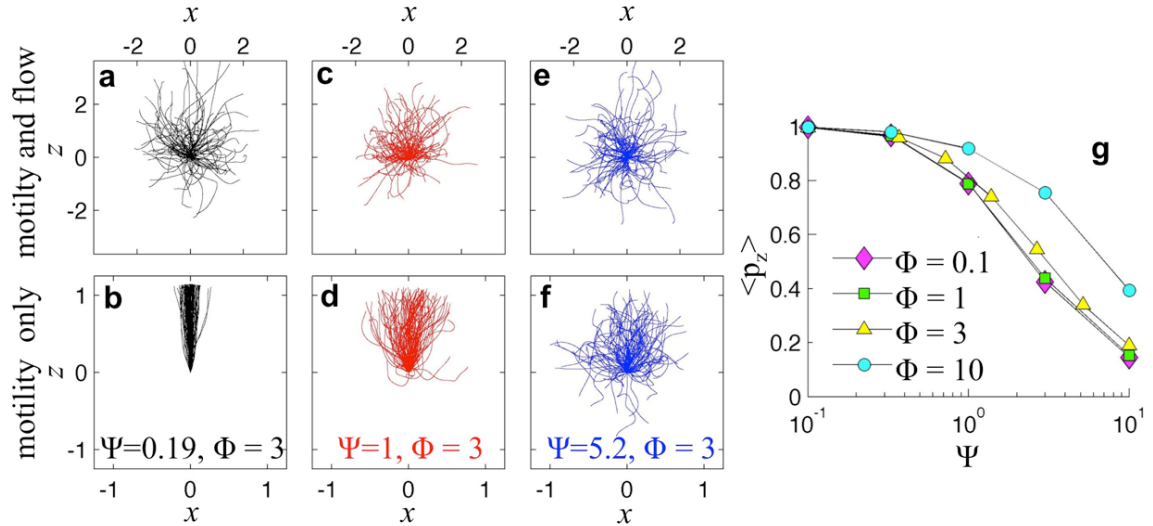 x x x
-2 0 2 -2 0 2 -2 0 2
motilty and flow
z
2
0
-2
a c e
motility only
z
1
0
-1
b d f
Ψ=0.19, Φ = 3 Ψ=1, Φ = 3 Ψ=5.2, Φ = 3
-1 0 1 -1 0 1 -1 0 1
x x x
g
<p_z>
1
0.8
0.6
0.4
0.2
0
Φ = 0.1
Φ = 1
Φ = 3
Φ = 10
10^-1 10^0 10^1
Ψ